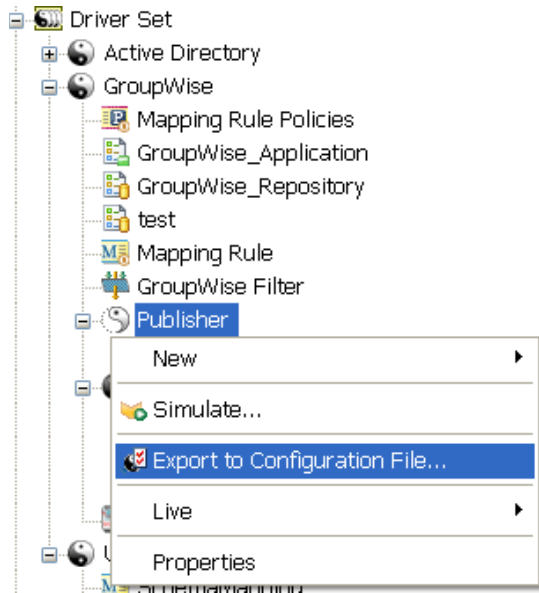 Driver Set
Active Directory
GroupWise
Mapping Rule Policies
GroupWise_Application
GroupWise_Repository
test
Mapping Rule
GroupWise Filter
Publisher
New
Simulate...
Export to Configuration File...
Live
Properties
SchemaMapping